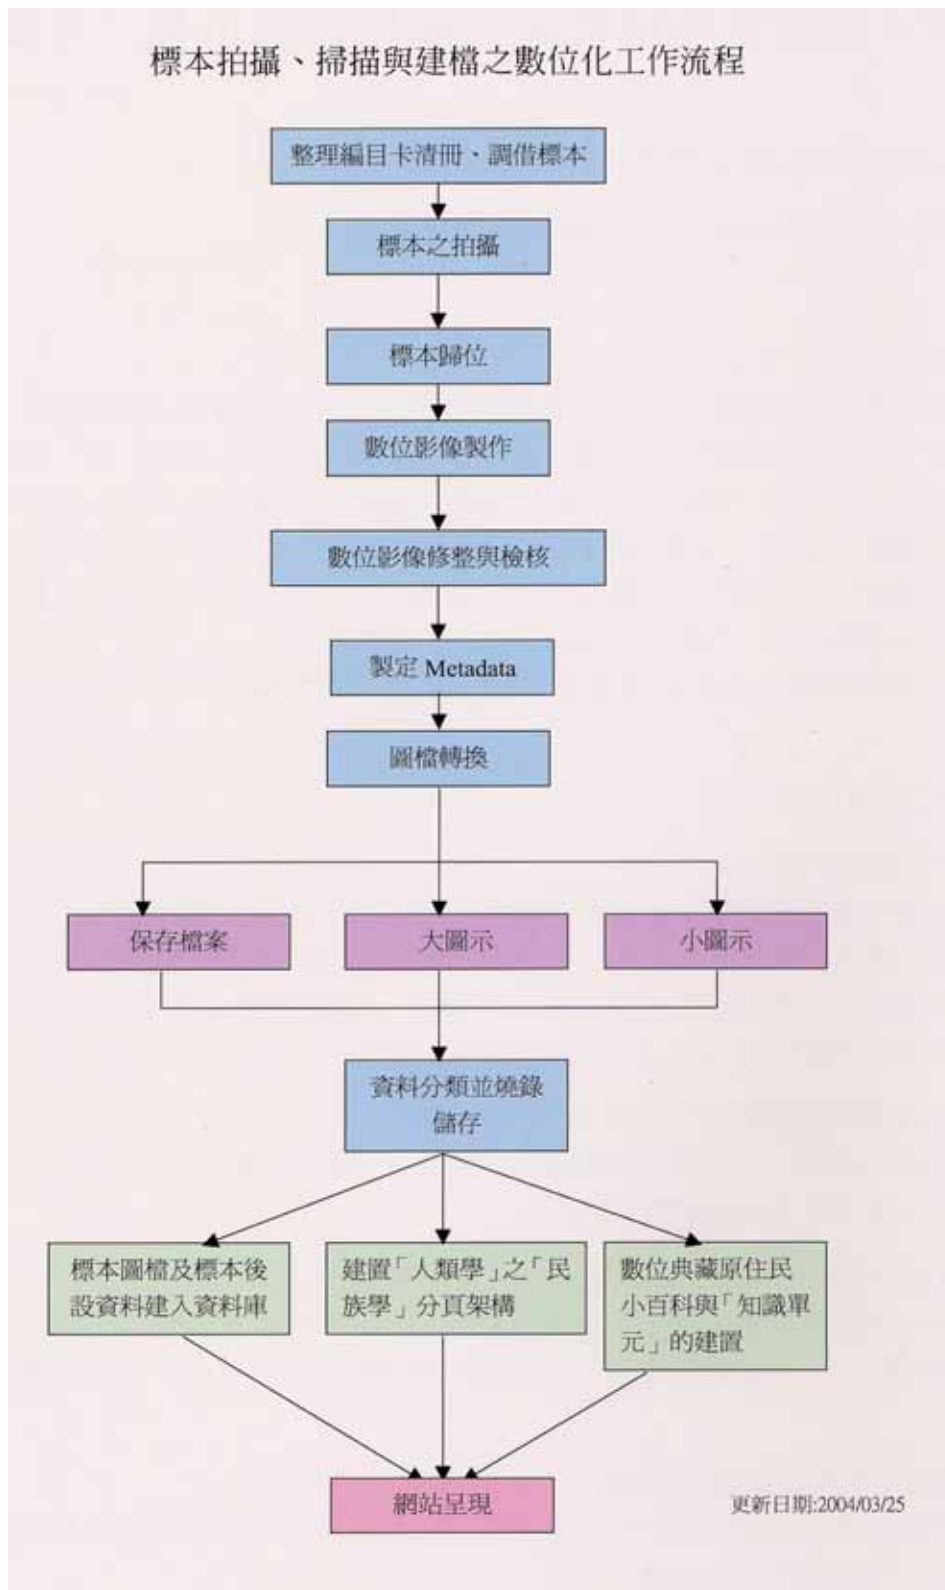 標本拍攝、掃描與建檔之數位化工作流程
整理編目卡清冊、調借標本
標本之拍攝
標本歸位
數位影像製作
數位影像修整與檢核
製定 Metadata
圖檔轉換
保存檔案
大圖示
小圖示
資料分類並燒錄
儲存
標本圖檔及標本後
設資料建入資料庫
建置「人類學」之「民
族學」分頁架構
數位典藏原住民
小百科與「知識單
元」的建置
網站呈現
更新日期:2004/03/25